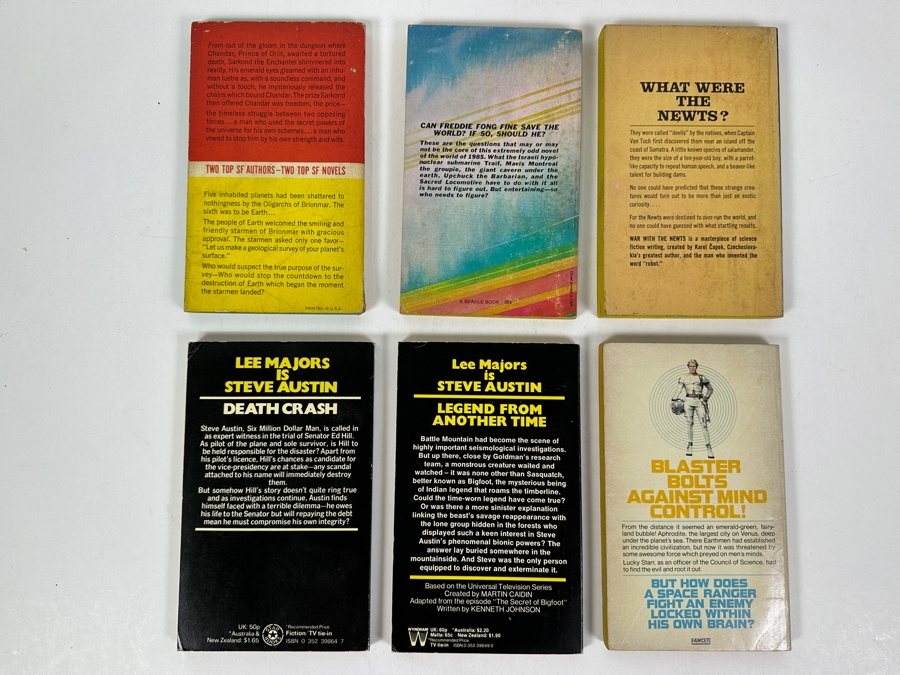 From out of the gloom in the dungeon where
Chandar, Prince of Orlin, awaited a tortured
death, Sarkond the Enchanter shimmered into
reality. His emerald eyes gleamed with an inhu-
man lustre as, with a soundless command, and
without a touch, he mysteriously released the
chains which bound Chandar. The prize Sarkond
then offered Chandar was freedom, the price—
the timeless struggle between two opposing
forces . . . a man who used the secret powers of
the universe for his own schemes . . . a man who
vowed to stop him by his own strength and wits.
TWO TOP SF AUTHORS—TWO TOP SF NOVELS
Five inhabited planets had been shattered to
nothingness by the Oligarchs of Brionmar. The
sixth was to be Earth . . .
The people of Earth welcomed the smiling and
friendly starmen of Brionmar with gracious
approval. The starmen asked only one favor—
"Let us make a geological survey of your planet's
surface."
Who would suspect the true purpose of the sur-
vey—Who would stop the countdown to the
destruction of Earth which began the moment
the starmen landed?
PRINTED IN U.S.A.
CAN FREDDIE FONG FINE SAVE THE
WORLD? IF SO, SHOULD HE?
These are the questions that may or may
not be the core of this extremely odd novel
of the world of 1985. What the Israeli hypo-
nuclear submarine Traif, Mavis Montreal
the groupie, the giant cavern under the
earth, Upchuck the Barbarian, and the
Sacred Locomotive have to do with it all
is hard to figure out. But entertaining—so
who needs to figure?
A BEAGLE BOOK 95¢
WHAT WERE
THE
NEWTS?
They were called "devils" by the natives, when Captain
Van Toch first discovered them near an island off the
coast of Sumatra. A little known species of salamander,
they were the size of a ten-year-old boy, with a parrot-
like capacity to repeat human speech, and a beaver-like
talent for building dams.
No one could have predicted that these strange crea-
tures would turn out to be more than just an exotic
curiosity. . . .
For the Newts were destined to over-run the world, and
no one could have guessed with what startling results.
WAR WITH THE NEWTS is a masterpiece of science
fiction writing, created by Karel Čapek, Czechoslova-
kia's greatest author, and the man who invented the
word "robot."
LEE MAJORS
IS
STEVE AUSTIN
DEATH CRASH
Steve Austin, Six Million Dollar Man, is called in
as expert witness in the trial of Senator Ed Hill.
As pilot of the plane and sole survivor, is Hill to
be held responsible for the disaster? Apart from
his pilot's licence, Hill's chances as candidate for
the vice-presidency are at stake—any scandal
attached to his name will immediately destroy
them.
But somehow Hill's story doesn't quite ring true
and as investigations continue, Austin finds
himself faced with a terrible dilemma—he owes
his life to the Senator but will repaying the debt
mean he must compromise his own integrity?
UK: 50p
*Australia &
New Zealand: $1.65
*Recommended Price
Fiction/TV tie-in
ISBN 0 352 39864 7
Lee Majors
is
STEVE AUSTIN
LEGEND FROM
ANOTHER TIME
Battle Mountain had become the scene of
highly important seismological investigations.
But up there, close by Goldman's research
team, a monstrous creature waited and
watched – it was none other than Sasquatch,
better known as Bigfoot, the mysterious being
of Indian legend that roams the timberline.
Could the time-worn legend have come true?
Or was there a more sinister explanation
linking the beast's savage reappearance with
the lone group hidden in the forests who
displayed such a keen interest in Steve
Austin's phenomenal bionic powers? The
answer lay buried somewhere in the
mountainside. And Steve was the only person
equipped to discover and exterminate it.
Based on the Universal Television Series
Created by MARTIN CAIDIN
Adapted from the episode "The Secret of Bigfoot"
Written by KENNETH JOHNSON
WYNDHAM
W
UK: 60p *Australia: $2.20
Malta: 65c New Zealand: $1.90
*Recommended Price
TV tie-in
BLASTER
BOLTS
AGAINST MIND
CONTROL!
From the distance it seemed an emerald-green, fairy-
land bubble! Aphrodite, the largest city on Venus, deep
under the planet's sea. There Earthmen had established
an incredible civilization, but now it was threatened by
some awesome force which preyed on men's minds.
Lucky Starr, as an officer of the Council of Science, had
to find the evil and root it out.
BUT HOW DOES
A SPACE RANGER
FIGHT AN ENEMY
LOCKED WITHIN
HIS OWN BRAIN?
FAWCETT